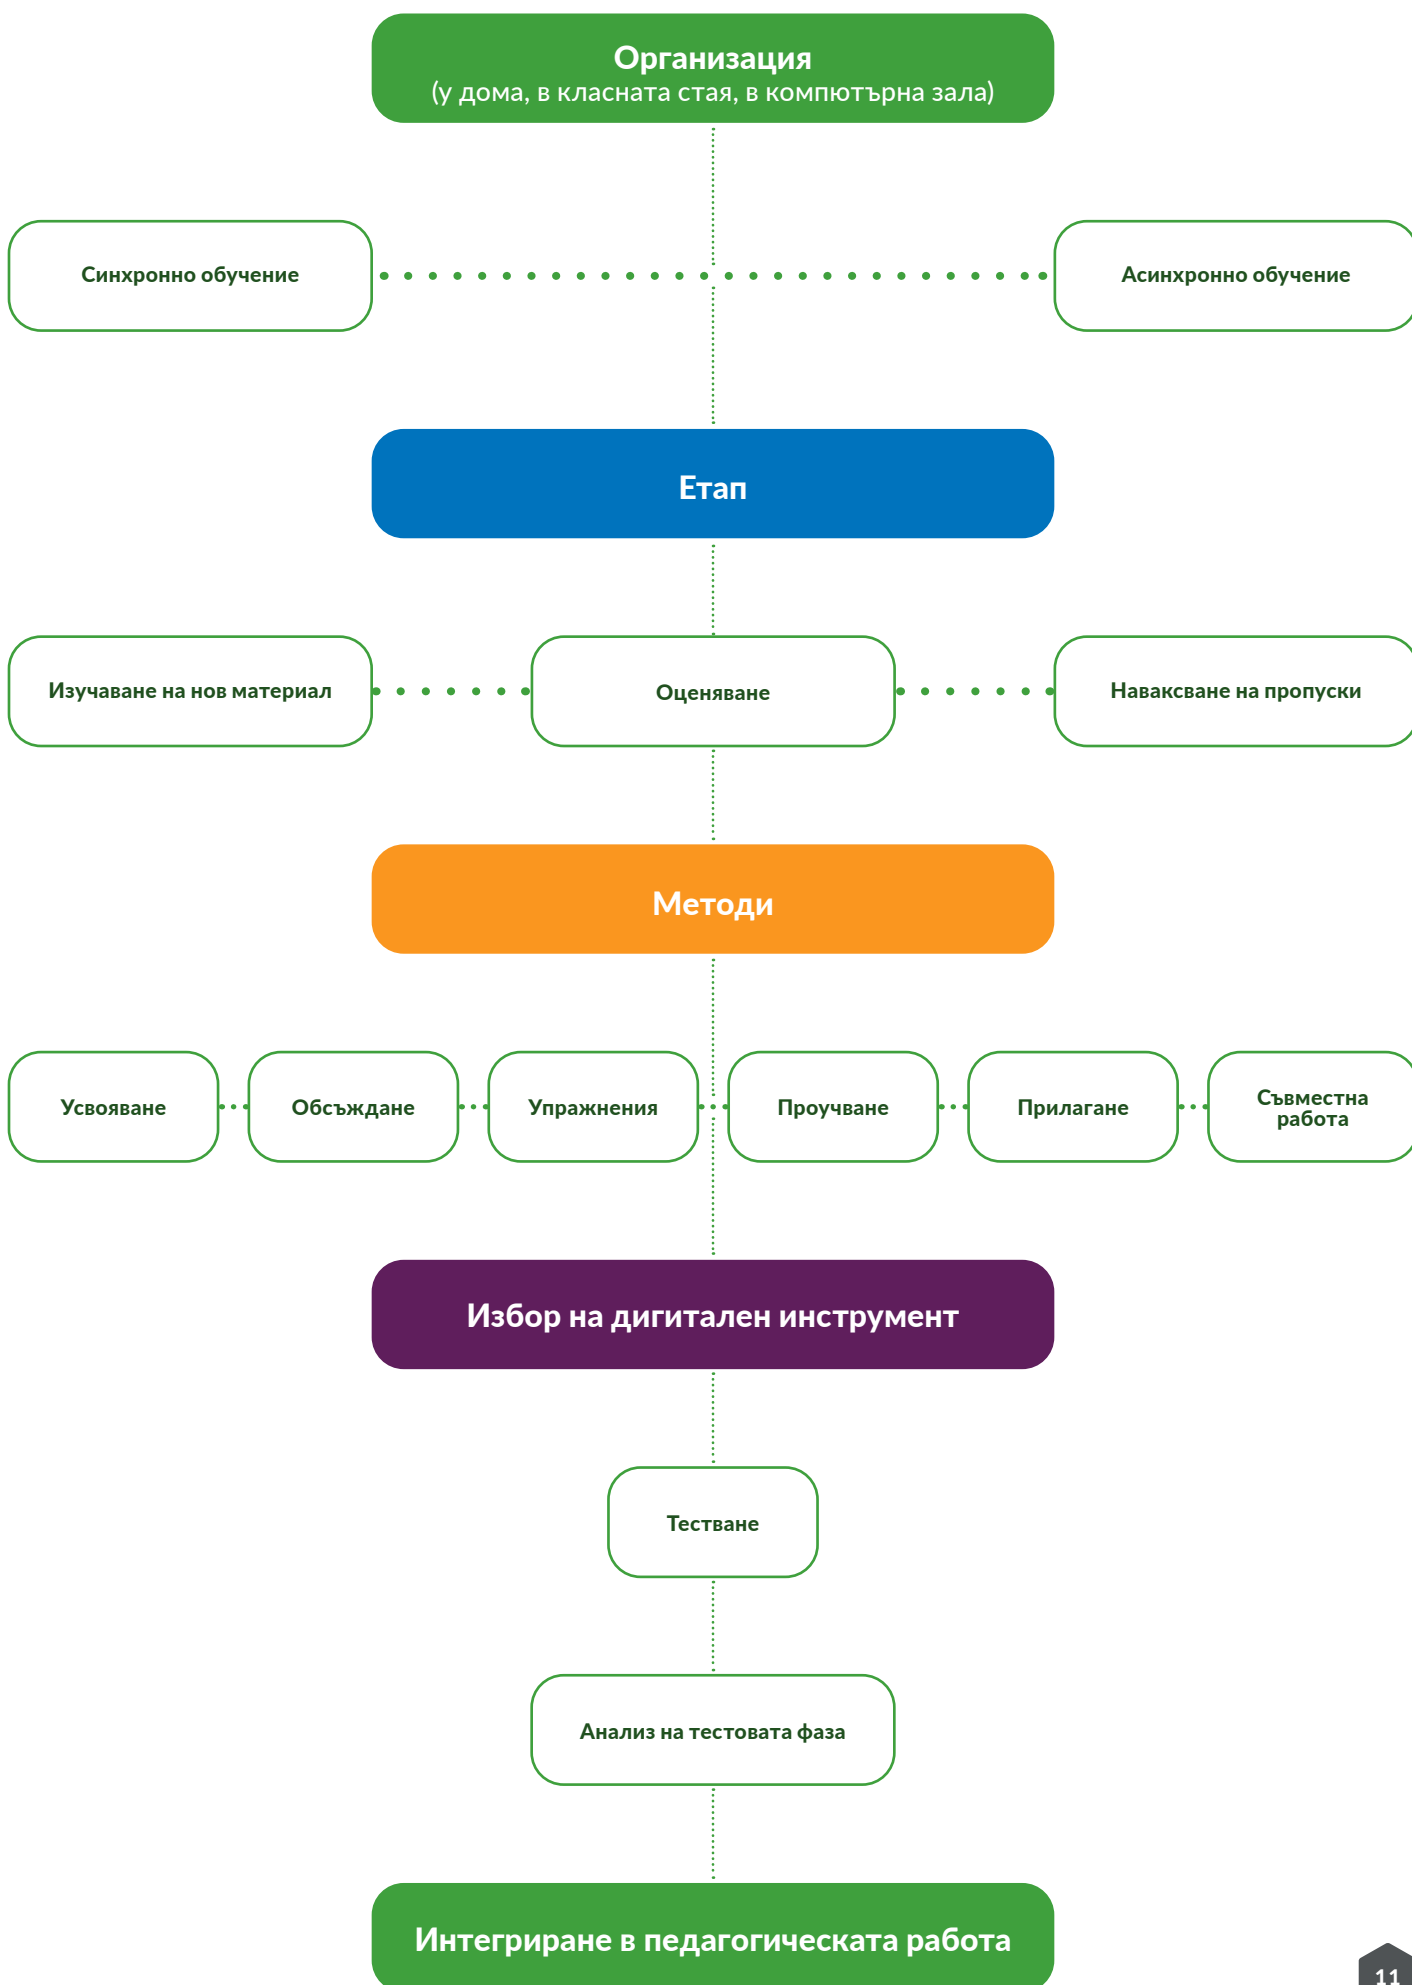 Организация
(у дома, в класната стая, в компютърна зала)
Синхронно обучение
Асинхронно обучение
Етап
Изучаване на нов материал
Оценяване
Наваксване на пропуски
Методи
Усвояване
Обсъждане
Упражнения
Проучване
Прилагане
Съвместна
работа
Избор на дигитален инструмент
Тестване
Анализ на тестовата фаза
Интегриране в педагогическата работа
11